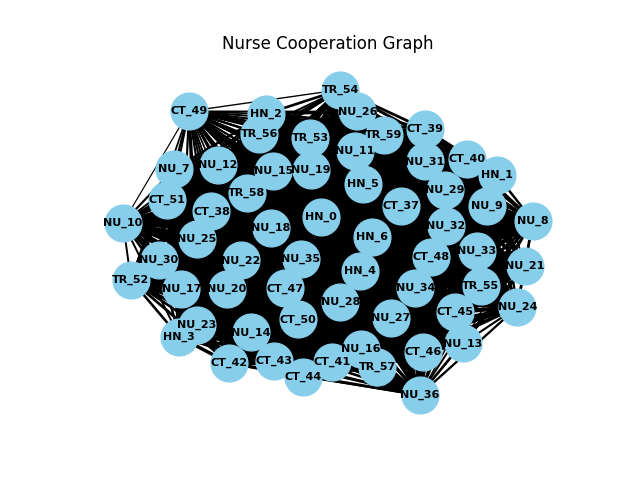 Nurse Cooperation Graph
TR_54
CT_49
NU_26
HN_2
CT_39
TR_56
TR_59
TR_53
NU_11
CT_40
NU_31
NU_12
NU_7
NU_15
NU_19
HN_1
HN_5
NU_29
TR_58
CT_51
CT_37
NU_9
CT_38
HN_0
NU_8
NU_10
NU_32
NU_18
HN_6
NU_25
NU_33
CT_48
NU_35
NU_30
NU_22
NU_21
HN_4
TR_52
TR_55
NU_17
NU_20
CT_47
NU_34
NU_28
NU_24
CT_45
NU_27
CT_50
NU_23
NU_14
HN_3
NU_13
NU_16
CT_46
CT_43
CT_41
CT_42
TR_57
CT_44
NU_36